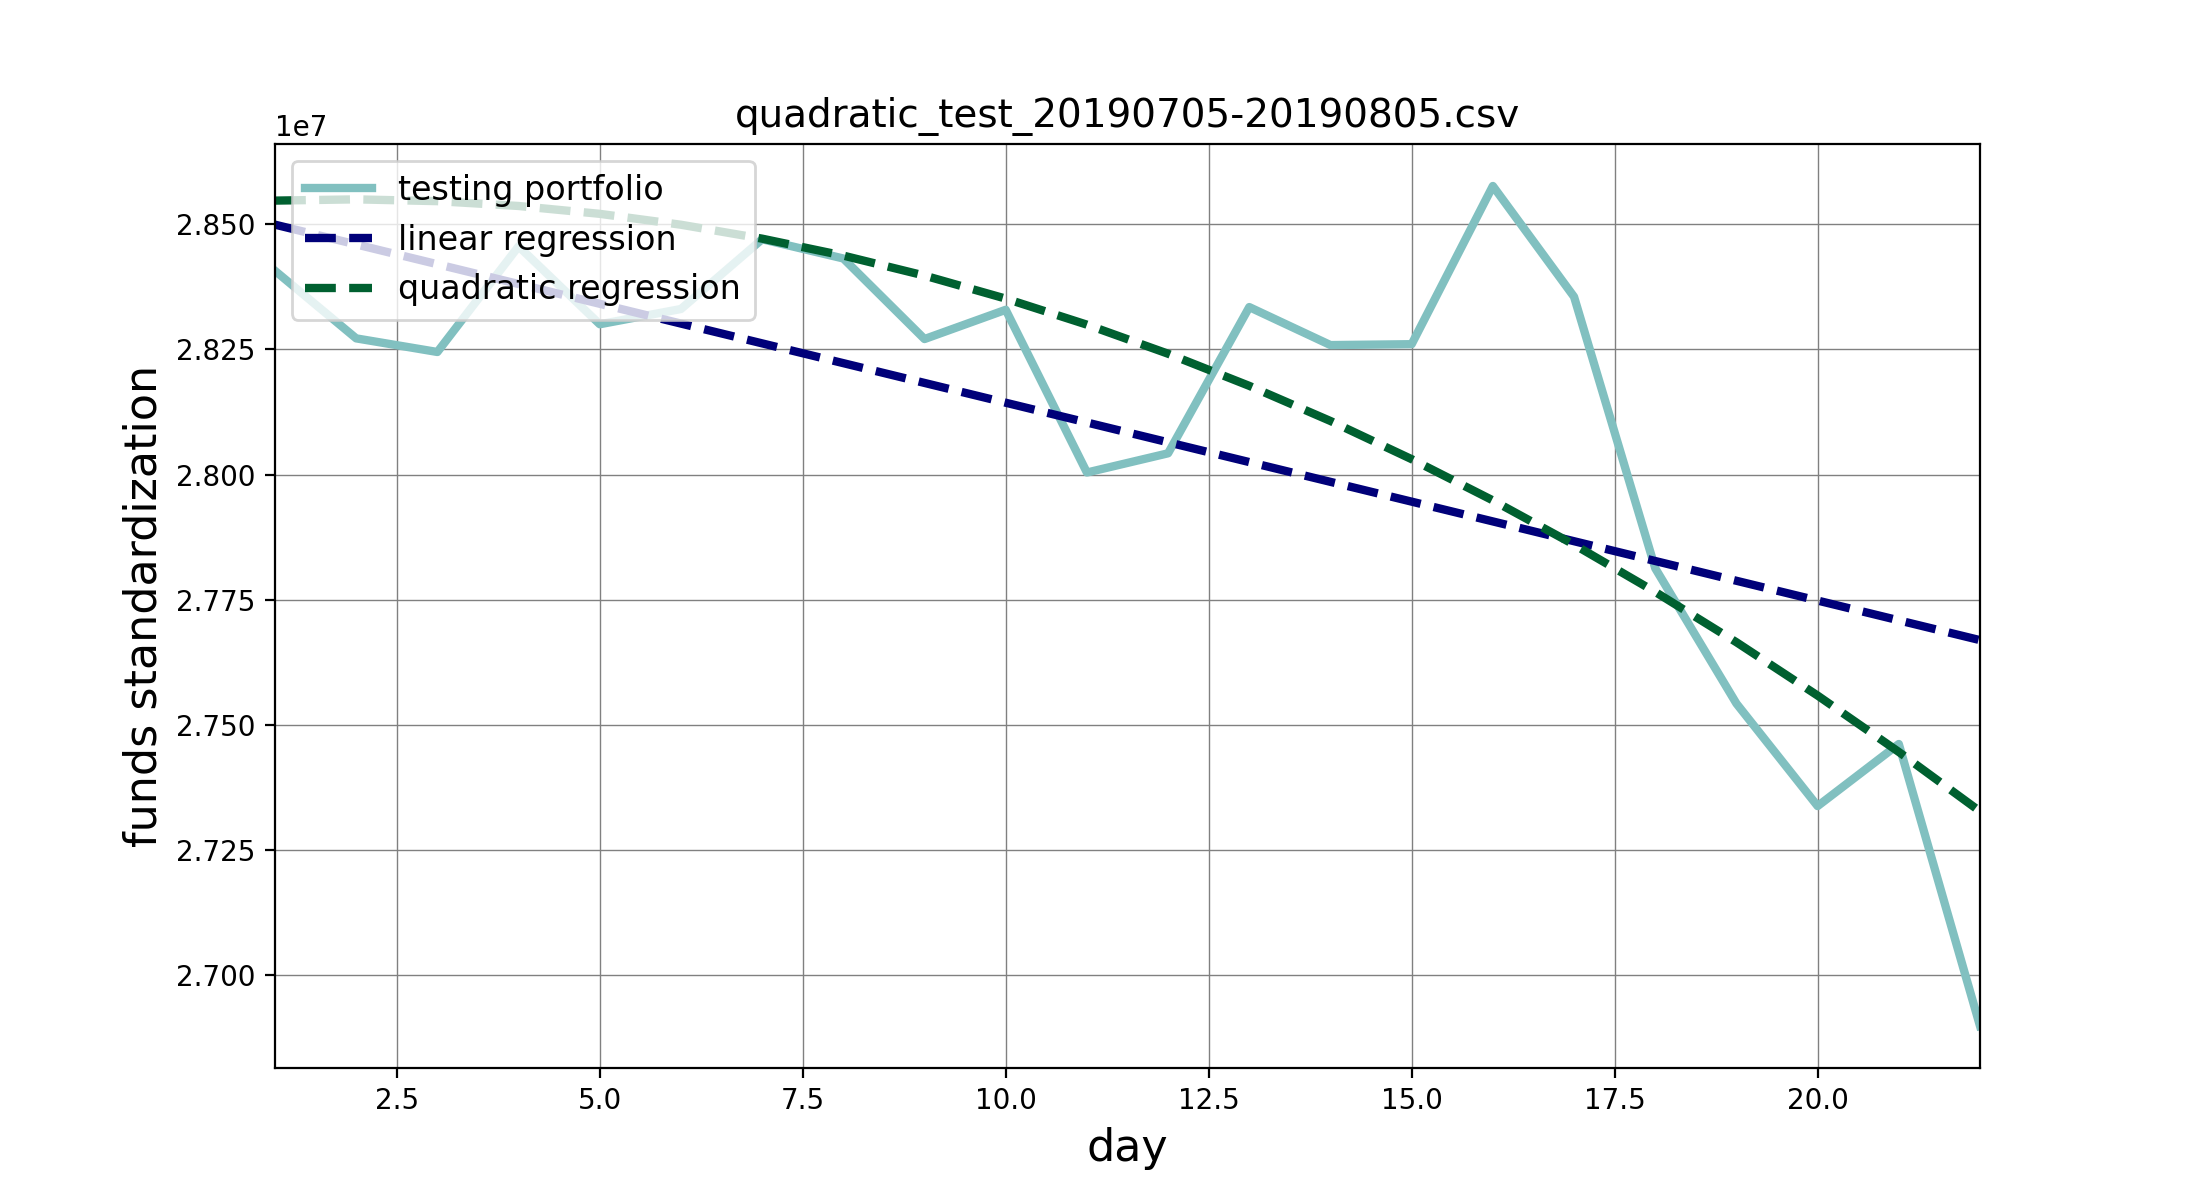 quadratic_test_20190705-20190805.csv
1e7
testing portfolio
linear regression
quadratic regression
funds standardization
2.850
2.825
2.800
2.775
2.750
2.725
2.700
2.5 5.0 7.5 10.0 12.5 15.0 17.5 20.0
day